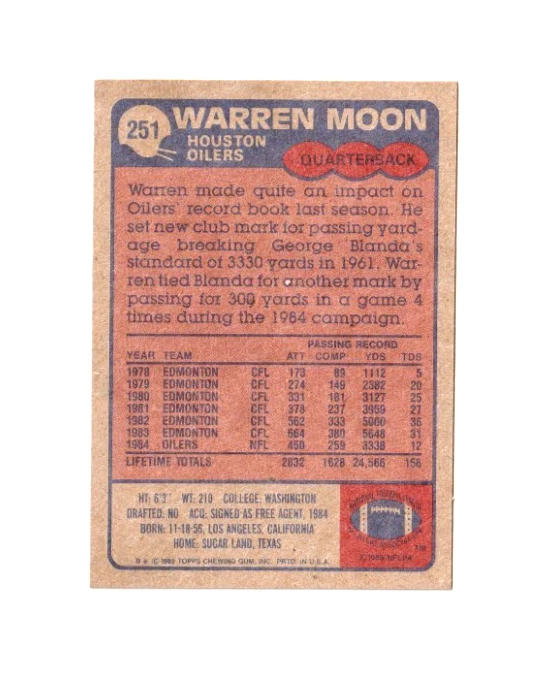 251
WARREN MOON
HOUSTON
OILERS
QUARTERBACK
Warren made quite an impact on
Oilers' record book last season. He
set new club mark for passing yard-
age breaking George Blanda's
standard of 3330 yards in 1961. War-
ren tied Blanda for another mark by
passing for 300 yards in a game 4
times during the 1984 campaign.
PASSING RECORD
YEAR TEAM ATT COMP YDS TDS
1978 EDMONTON CFL 173 89 1112 5
1979 EDMONTON CFL 274 149 2382 20
1980 EDMONTON CFL 331 181 3127 25
1981 EDMONTON CFL 378 237 3959 27
1982 EDMONTON CFL 562 333 5000 36
1983 EDMONTON CFL 664 380 5648 31
1984 OILERS NFL 450 259 3338 12
LIFETIME TOTALS 2832 1628 24,566 156
HT: 6'3" WT: 210 COLLEGE: WASHINGTON
DRAFTED: NO ACQ: SIGNED AS FREE AGENT, 1984
BORN: 11-18-56, LOS ANGELES, CALIFORNIA
HOME: SUGAR LAND, TEXAS
© 1985 TOPPS CHEWING GUM, INC. PRTD. IN U.S.A.
TM
© 1985 NFLPA